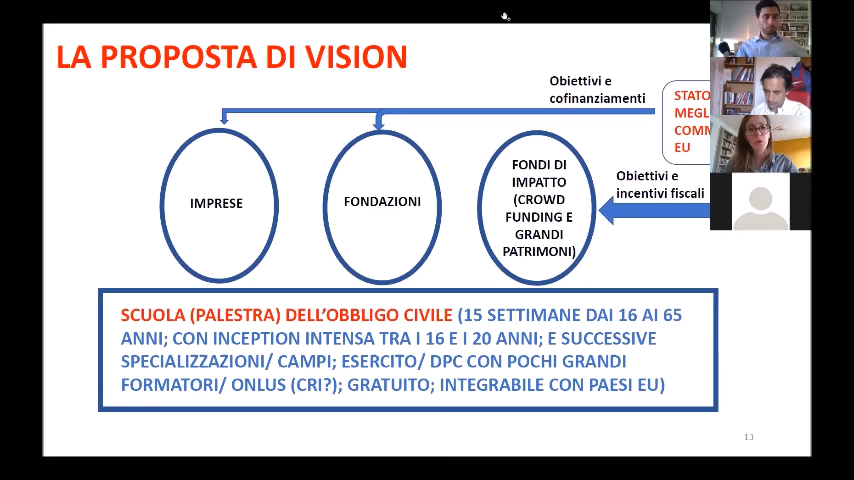 LA PROPOSTA DI VISION
Obiettivi e
cofinanziamenti
STATO
MEGL
COMM
EU
IMPRESE
FONDAZIONI
FONDI DI
IMPATTO
(CROWD
FUNDING E
GRANDI
PATRIMONI)
Obiettivi e
incentivi fiscali
SCUOLA (PALESTRA) DELL'OBBLIGO CIVILE (15 SETTIMANE DAI 16 AI 65
ANNI; CON INCEPTION INTENSA TRA I 16 E I 20 ANNI; E SUCCESSIVE
SPECIALIZZAZIONI/ CAMPI; ESERCITO/ DPC CON POCHI GRANDI
FORMATORI/ ONLUS (CRI?); GRATUITO; INTEGRABILE CON PAESI EU)
13